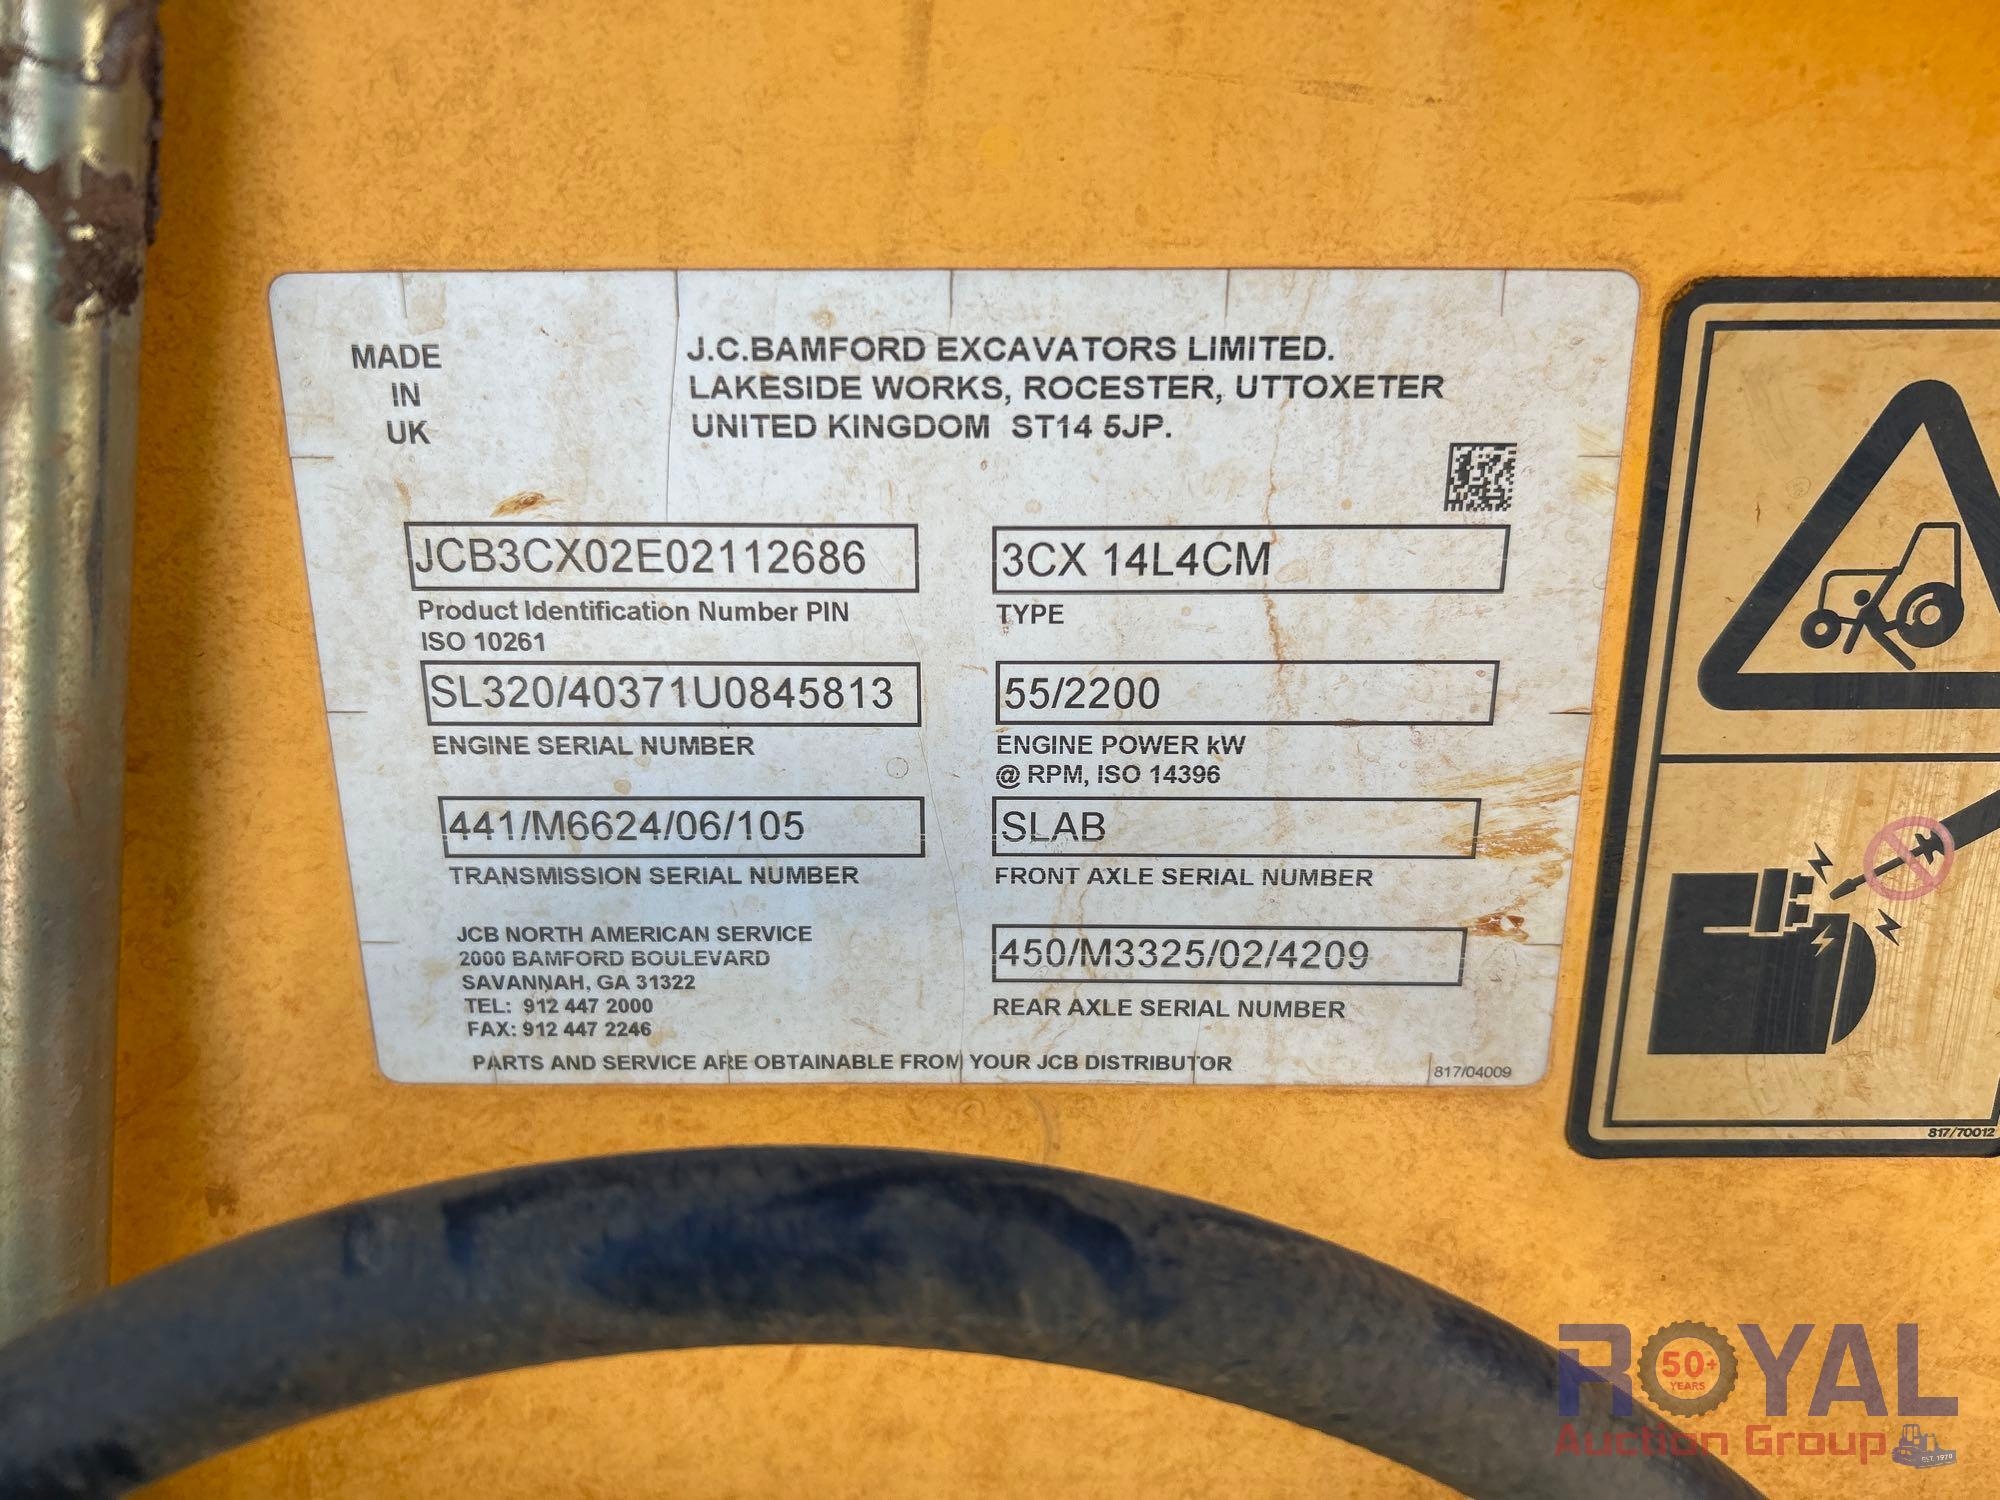 MADE
IN
UK
J.C.BAMFORD EXCAVATORS LIMITED.
LAKESIDE WORKS, ROCESTER, UTTOXETER
UNITED KINGDOM ST14 5JP.
JCB3CX02E02112686
Product Identification Number PIN
ISO 10261
3CX 14L4CM
TYPE
SL320/40371U0845813
ENGINE SERIAL NUMBER
55/2200
ENGINE POWER kW
@ RPM, ISO 14396
441/M6624/06/105
TRANSMISSION SERIAL NUMBER
SLAB
FRONT AXLE SERIAL NUMBER
JCB NORTH AMERICAN SERVICE
2000 BAMFORD BOULEVARD
SAVANNAH, GA 31322
TEL: 912 447 2000
FAX: 912 447 2246
450/M3325/02/4209
REAR AXLE SERIAL NUMBER
PARTS AND SERVICE ARE OBTAINABLE FROM YOUR JCB DISTRIBUTOR
817/04009
817/70012
ROYAL
50+
YEARS
Auction Group
EST. 1970